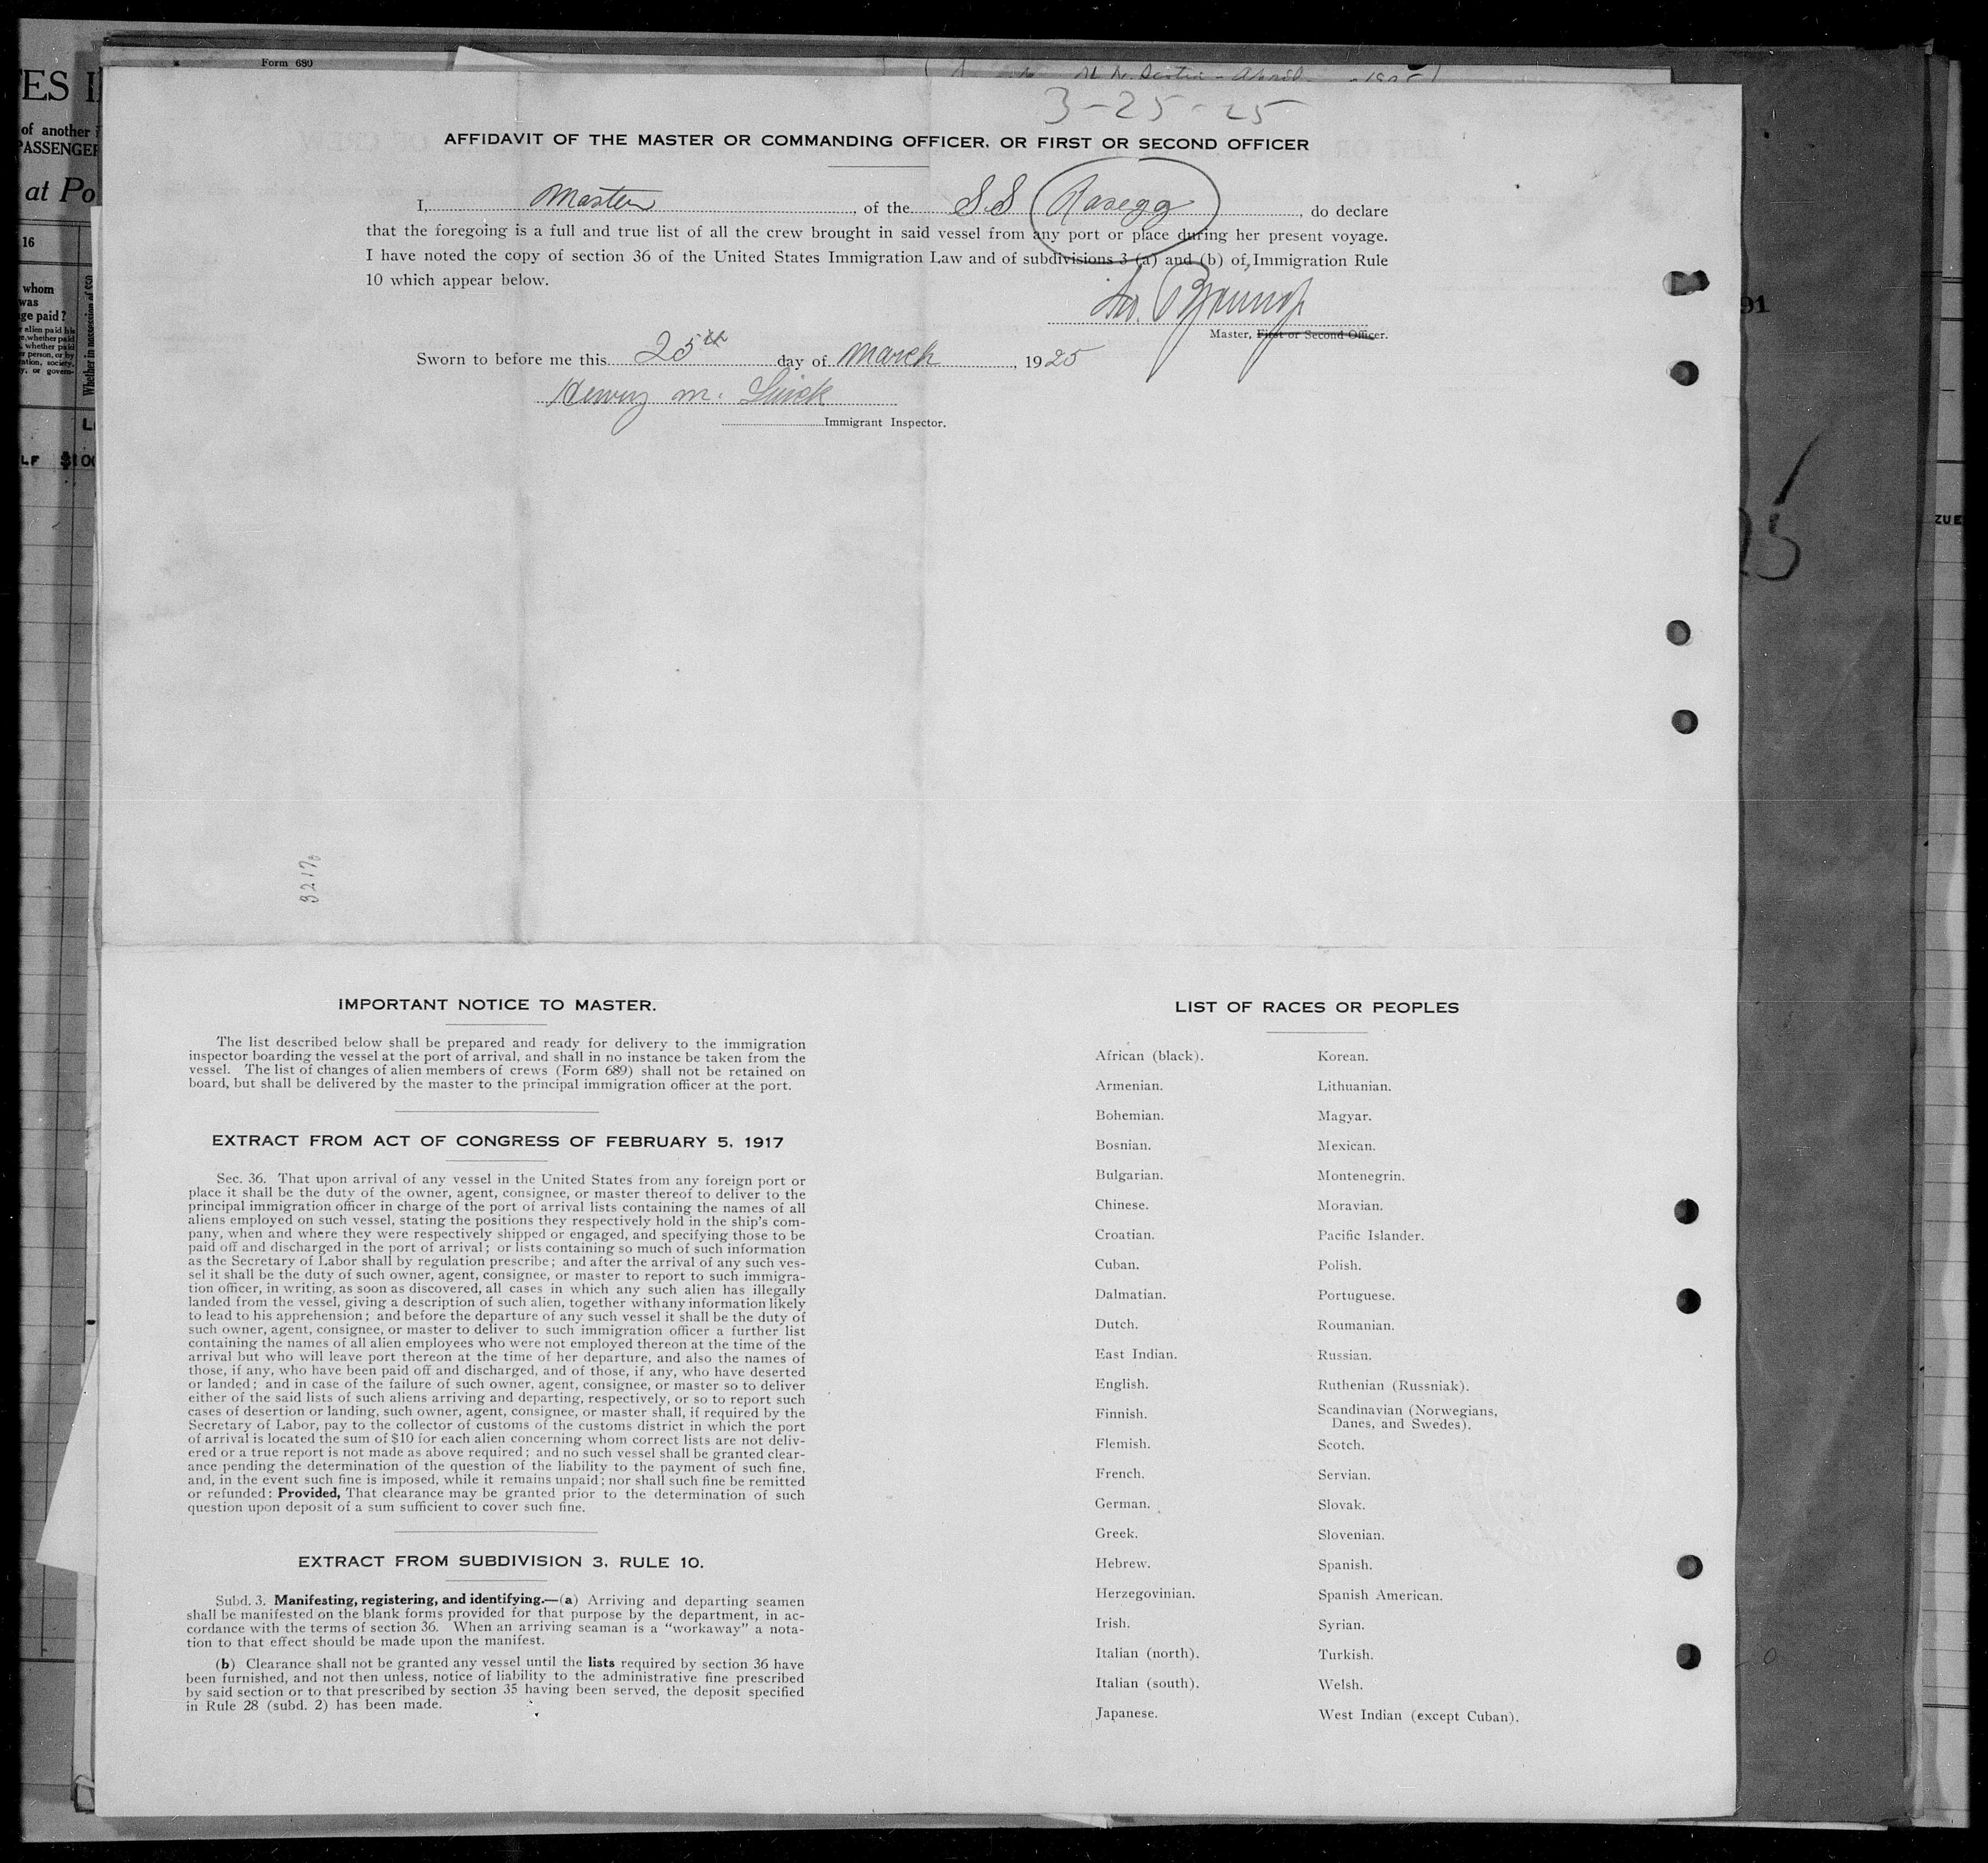 Form 689
3-25-25
AFFIDAVIT OF THE MASTER OR COMMANDING OFFICER, OR FIRST OR SECOND OFFICER
I, Master, of the SS Rasegg, do declare
that the foregoing is a full and true list of all the crew brought in said vessel from any port or place during her present voyage.
I have noted the copy of section 36 of the United States Immigration Law and of subdivisions 3 (a) and (b) of Immigration Rule
10 which appear below.
Master, First or Second Officer.
Sworn to before me this 25th day of March, 1925
m.
Immigrant Inspector.
3217
IMPORTANT NOTICE TO MASTER.
The list described below shall be prepared and ready for delivery to the immigration
inspector boarding the vessel at the port of arrival, and shall in no instance be taken from the
vessel. The list of changes of alien members of crews (Form 689) shall not be retained on
board, but shall be delivered by the master to the principal immigration officer at the port.
EXTRACT FROM ACT OF CONGRESS OF FEBRUARY 5, 1917
Sec. 36. That upon arrival of any vessel in the United States from any foreign port or
place it shall be the duty of the owner, agent, consignee, or master thereof to deliver to the
principal immigration officer in charge of the port of arrival lists containing the names of all
aliens employed on such vessel, stating the positions they respectively hold in the ship's com-
pany, when and where they were respectively shipped or engaged, and specifying those to be
paid off and discharged in the port of arrival; or lists containing so much of such information
as the Secretary of Labor shall by regulation prescribe; and after the arrival of any such ves-
sel it shall be the duty of such owner, agent, consignee, or master to report to such immigra-
tion officer, in writing, as soon as discovered, all cases in which any such alien has illegally
landed from the vessel, giving a description of such alien, together with any information likely
to lead to his apprehension; and before the departure of any such vessel it shall be the duty of
such owner, agent, consignee, or master to deliver to such immigration officer a further list
containing the names of all alien employees who were not employed thereon at the time of the
arrival but who will leave port thereon at the time of her departure, and also the names of
those, if any, who have been paid off and discharged, and of those, if any, who have deserted
or landed; and in case of the failure of such owner, agent, consignee, or master so to deliver
either of the said lists of such aliens arriving and departing, respectively, or so to report such
cases of desertion or landing, such owner, agent, consignee, or master shall, if required by the
Secretary of Labor, pay to the collector of customs of the customs district in which the port
of arrival is located the sum of $10 for each alien concerning whom correct lists are not deliv-
ered or a true report is not made as above required; and no such vessel shall be granted clear-
ance pending the determination of the question of the liability to the payment of such fine,
and, in the event such fine is imposed, while it remains unpaid; nor shall such fine be remitted
or refunded: Provided, That clearance may be granted prior to the determination of such
question upon deposit of a sum sufficient to cover such fine.
EXTRACT FROM SUBDIVISION 3, RULE 10.
Subd. 3. Manifesting, registering, and identifying.—(a) Arriving and departing seamen
shall be manifested on the blank forms provided for that purpose by the department, in ac-
cordance with the terms of section 36. When an arriving seaman is a "workaway" a nota-
tion to that effect should be made upon the manifest.
(b) Clearance shall not be granted any vessel until the lists required by section 36 have
been furnished, and not then unless, notice of liability to the administrative fine prescribed
by said section or to that prescribed by section 35 having been served, the deposit specified
in Rule 28 (subd. 2) has been made.
LIST OF RACES OR PEOPLES
African (black).
Armenian.
Bohemian.
Bosnian.
Bulgarian.
Chinese.
Croatian.
Cuban.
Dalmatian.
Dutch.
East Indian.
English.
Finnish.
Flemish.
French.
German.
Greek.
Hebrew.
Herzegovinian.
Irish.
Italian (north).
Italian (south).
Japanese.
Korean.
Lithuanian.
Magyar.
Mexican.
Montenegrin.
Moravian.
Pacific Islander.
Polish.
Portuguese.
Roumanian.
Russian.
Ruthenian (Russniak).
Scandinavian (Norwegians,
Danes, and Swedes).
Scotch.
Servian.
Slovak.
Slovenian.
Spanish.
Spanish American.
Syrian.
Turkish.
Welsh.
West Indian (except Cuban).